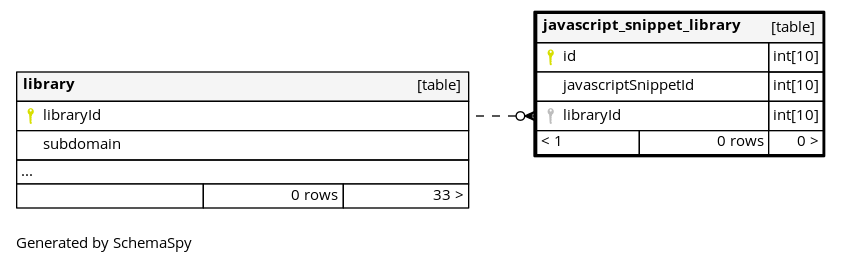 javascript_snippet_library [table]
id int[10]
javascriptSnippetId int[10]
libraryId int[10]
< 1 0 rows 0 >
library [table]
libraryId
subdomain
...
0 rows 33 >
Generated by SchemaSpy